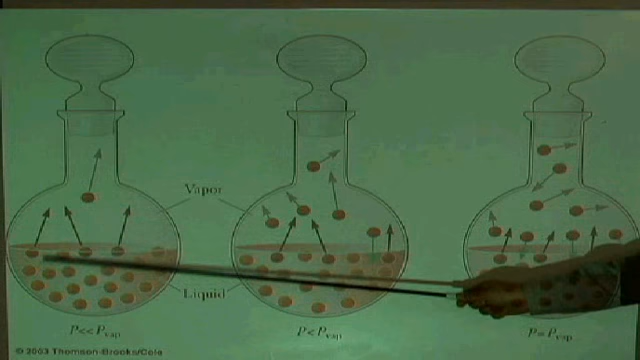 Vapor
Liquid
P<<Pvap
P<Pvap
P=Pvap
© 2003 Thomson-Brooks/Cole